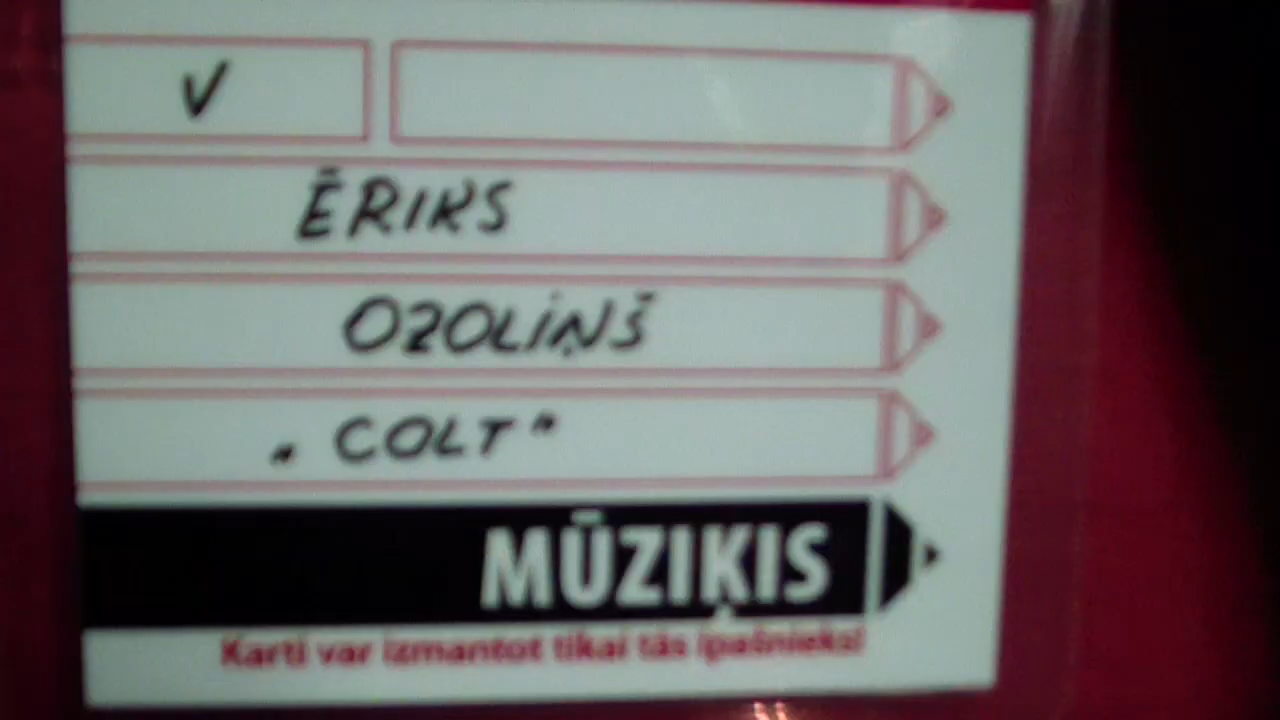 V
ĒRIKS
OZOLIŅŠ
„ COLT "
MŪZIĶIS
Karti var izmantot tikai tās īpašnieks!